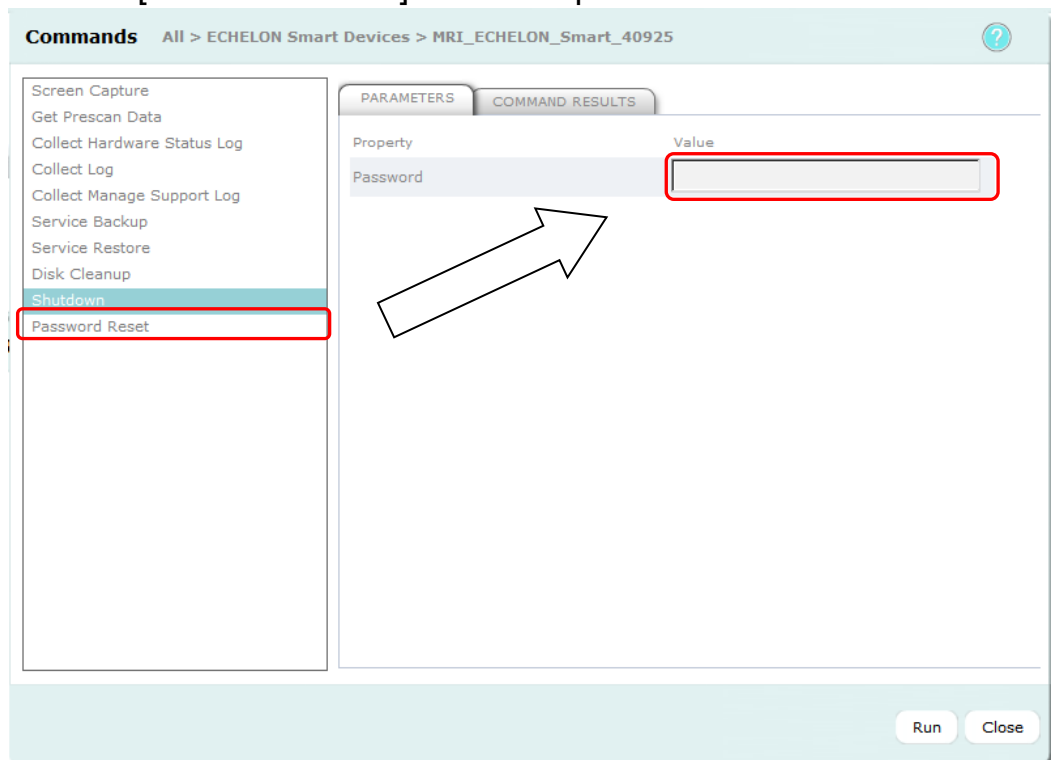 Commands All > ECHELON Smart Devices > MRI_ECHELON_Smart_40925 ?
Screen Capture
Get Prescan Data
Collect Hardware Status Log
Collect Log
Collect Manage Support Log
Service Backup
Service Restore
Disk Cleanup
Shutdown
Password Reset
PARAMETERS COMMAND RESULTS
Property Value
Password
Run Close